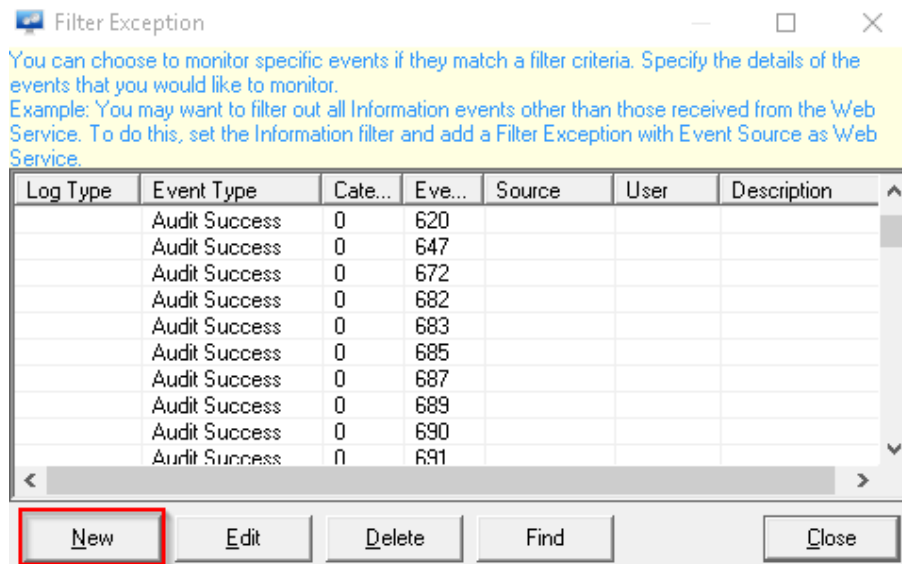 Filter Exception
You can choose to monitor specific events if they match a filter criteria. Specify the details of the
events that you would like to monitor.
Example: You may want to filter out all Information events other than those received from the Web
Service. To do this, set the Information filter and add a Filter Exception with Event Source as Web
Service.
Log Type Event Type Cate... Eve... Source User Description
Audit Success 0 620
Audit Success 0 647
Audit Success 0 672
Audit Success 0 682
Audit Success 0 683
Audit Success 0 685
Audit Success 0 687
Audit Success 0 689
Audit Success 0 690
Audit Success 0 691
New Edit Delete Find Close